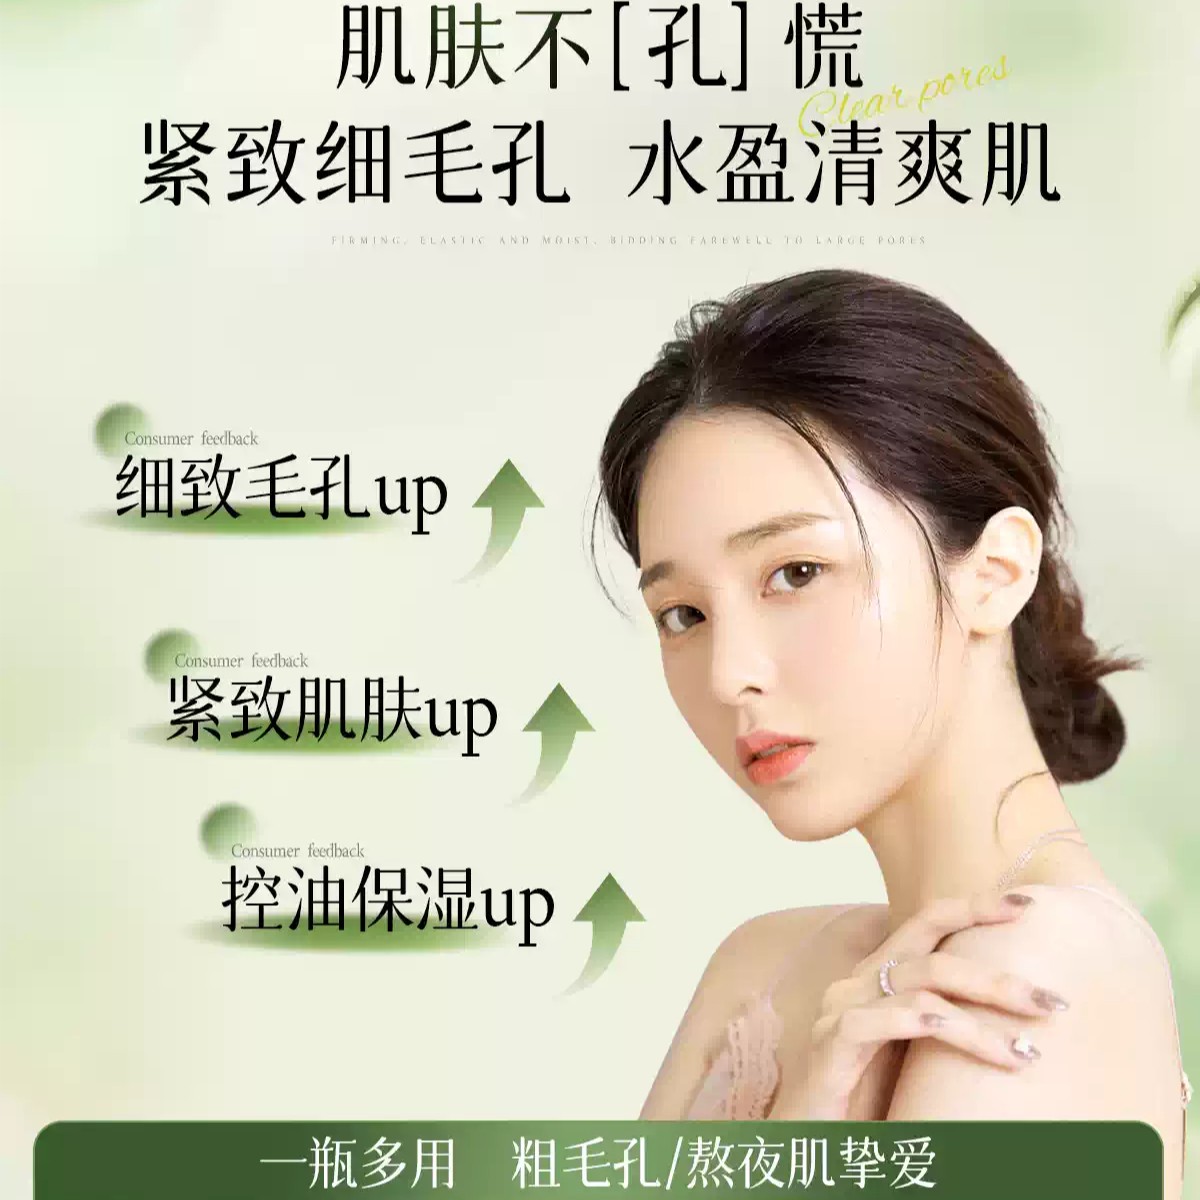 肌肤不[孔]慌
Clear pores
紧致细毛孔 水盈清爽肌
FIRMING, ELASTIC AND MOIST, BIDDING FAREWELL TO LARGE PORES
Consumer feedback
细致毛孔up
Consumer feedback
紧致肌肤up
Consumer feedback
控油保湿up
一瓶多用 粗毛孔/熬夜肌挚爱